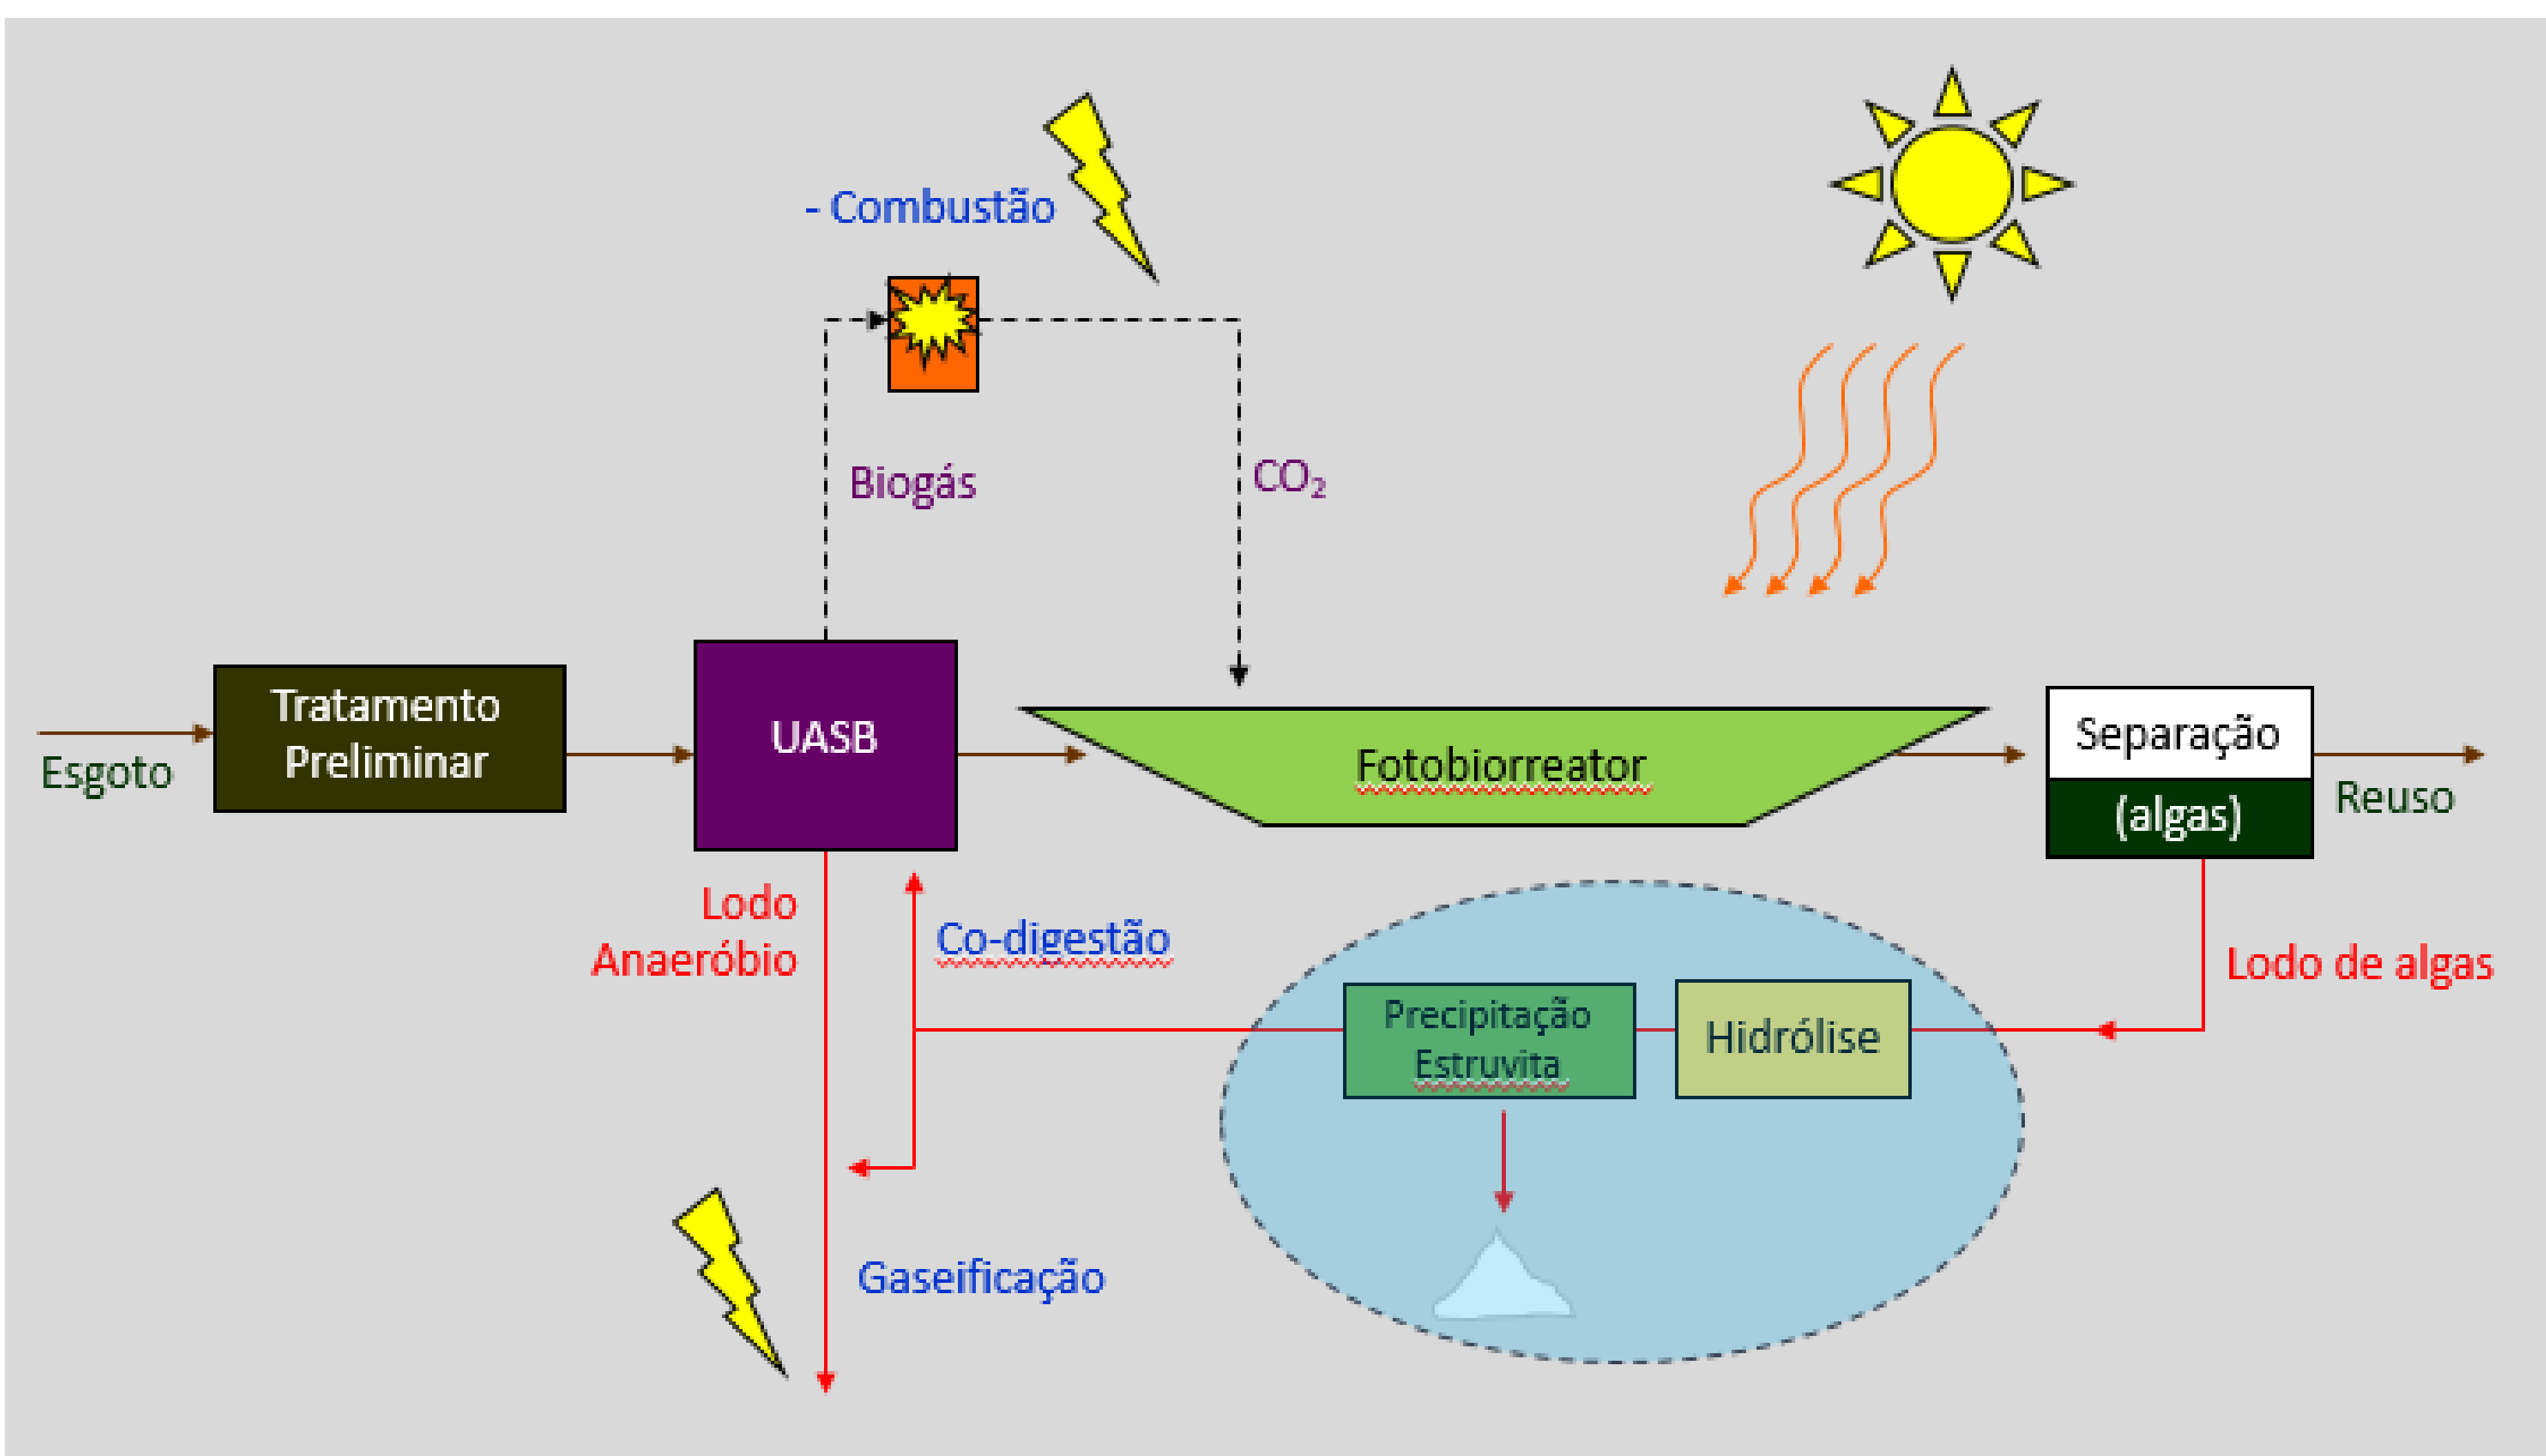 - Combustão
Biogás
CO₂
Tratamento
Preliminar
UASB
Fotobiorreator
Separação
(algas)
Esgoto
Reuso
Lodo
Anaeróbio
Co-digestão
Lodo de algas
Precipitação
Estruvita
Hidrólise
Gaseificação